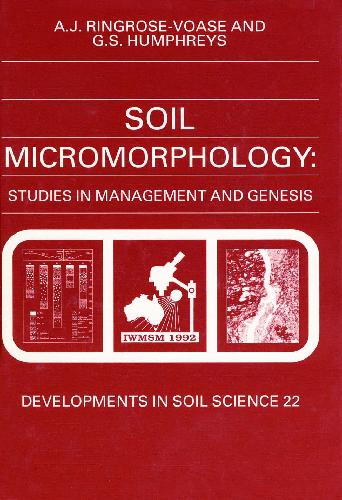 A.J. RINGROSE-VOASE AND
G.S. HUMPHREYS
SOIL
MICROMORPHOLOGY:
STUDIES IN MANAGEMENT AND GENESIS
IWMSM 1992
DEVELOPMENTS IN SOIL SCIENCE 22